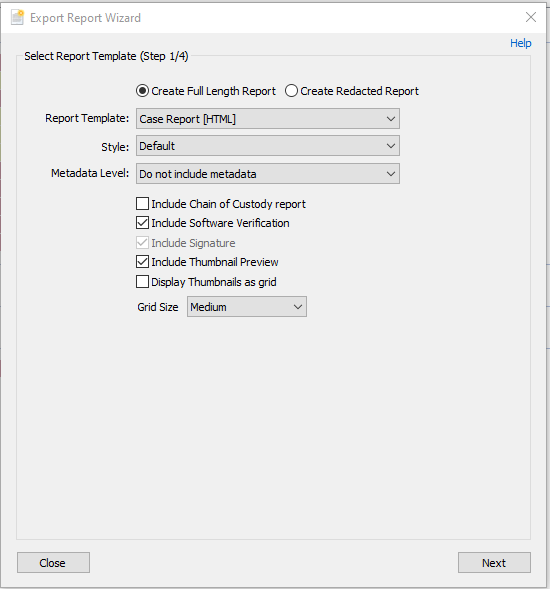 Export Report Wizard
Help
Select Report Template (Step 1/4)
Create Full Length Report Create Redacted Report
Report Template: Case Report [HTML]
Style: Default
Metadata Level: Do not include metadata
Include Chain of Custody report
Include Software Verification
Include Signature
Include Thumbnail Preview
Display Thumbnails as grid
Grid Size Medium
Close Next